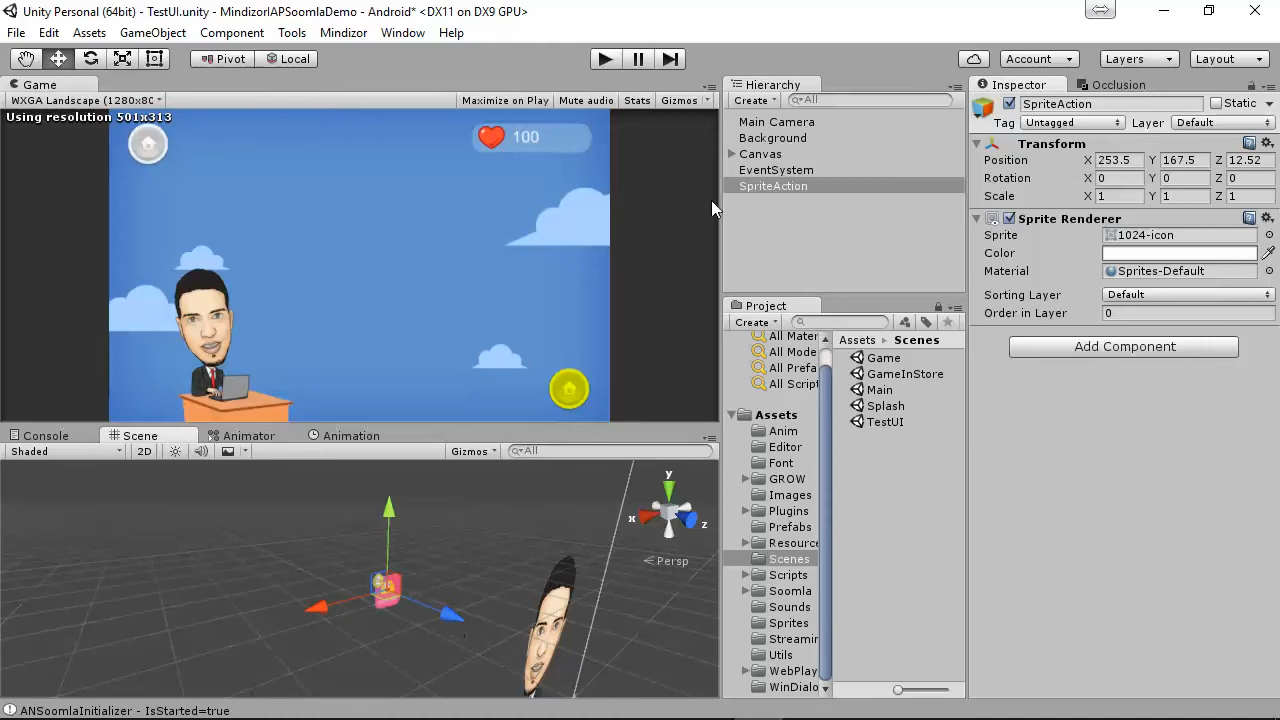 Unity Personal (64bit) - TestUI.unity - MindizorIAPSoomlaDemo - Android* <DX11 on DX9 GPU>
File Edit Assets GameObject Component Tools Mindizor Window Help
Pivot Local Account Layers Layout
Game
WXGA Landscape (1280x80 Maximize on Play Mute audio Stats Gizmos
Using resolution 501x313
100
Console Scene Animator Animation
Shaded 2D Gizmos All
y
x
z
Persp
Hierarchy
Create All
Main Camera
Background
Canvas
EventSystem
SpriteAction
Project
Create
All Mater
All Mode
All Prefa
All Script
Assets
Anim
Editor
Font
GROW
Images
Plugins
Prefabs
Resource
Scenes
Scripts
Soomla
Sounds
Sprites
Streamin
Utils
WebPlay
WinDialo
Assets Scenes
Game
GameInStore
Main
Splash
TestUI
Inspector Occlusion
SpriteAction Static
Tag Untagged Layer Default
Transform
Position X 253.5 Y 167.5 Z 12.52
Rotation X 0 Y 0 Z 0
Scale X 1 Y 1 Z 1
Sprite Renderer
Sprite 1024-icon
Color
Material Sprites-Default
Sorting Layer Default
Order in Layer 0
Add Component
ANSoomlaInitializer - IsStarted=true